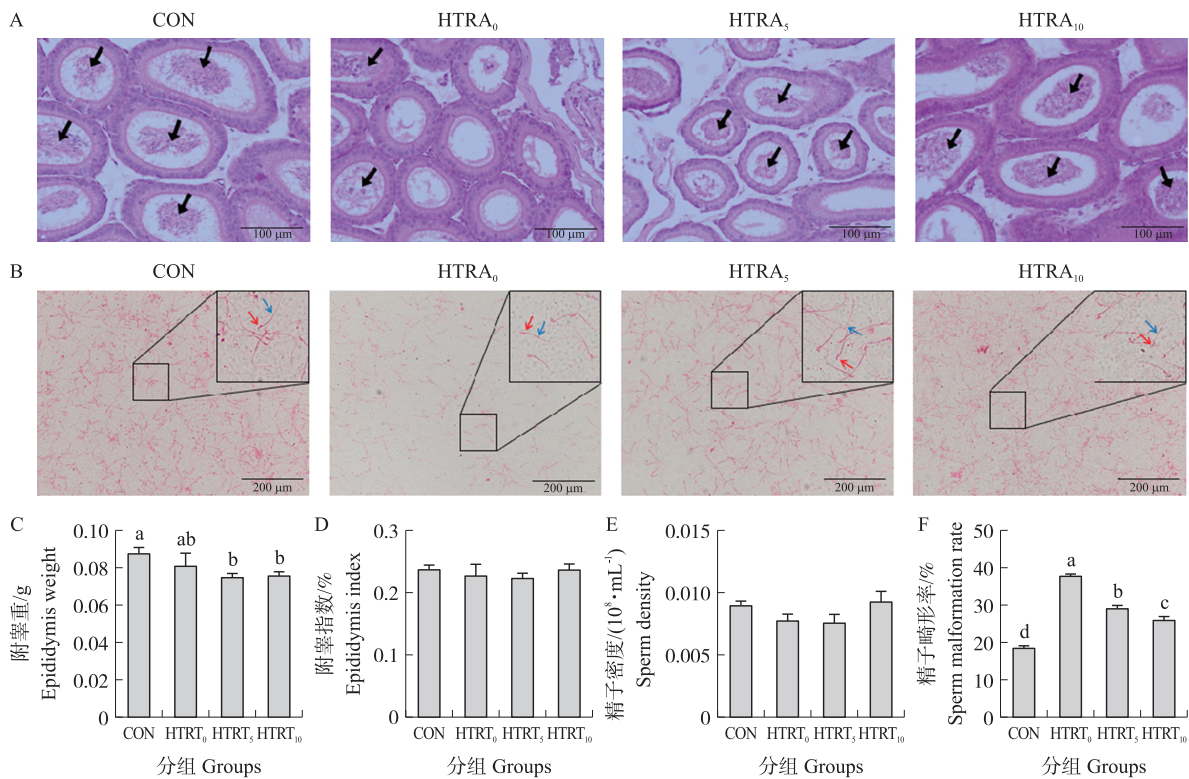 A
CON
HTRA₀
HTRA₅
HTRA₁₀
100 μm
100 μm
100 μm
100 μm
B
CON
HTRA₀
HTRA₅
HTRA₁₀
200 μm
200 μm
200 μm
200 μm
C
附睾重/g
Epididymis weight
0.10
0.08
0.06
0.04
0.02
0.00
a
ab
b
b
CON
HTRT₀
HTRT₅
HTRT₁₀
分组 Groups
D
附睾指数/%
Epididymis index
0.3
0.2
0.1
0.0
CON
HTRT₀
HTRT₅
HTRT₁₀
分组 Groups
E
精子密度/(10⁸•mL⁻¹)
Sperm density
0.015
0.010
0.005
0
CON
HTRT₀
HTRT₅
HTRT₁₀
分组 Groups
F
精子畸形率/%
Sperm malformation rate/%
50
40
30
20
10
0
d
a
b
c
CON
HTRT₀
HTRT₅
HTRT₁₀
分组 Groups